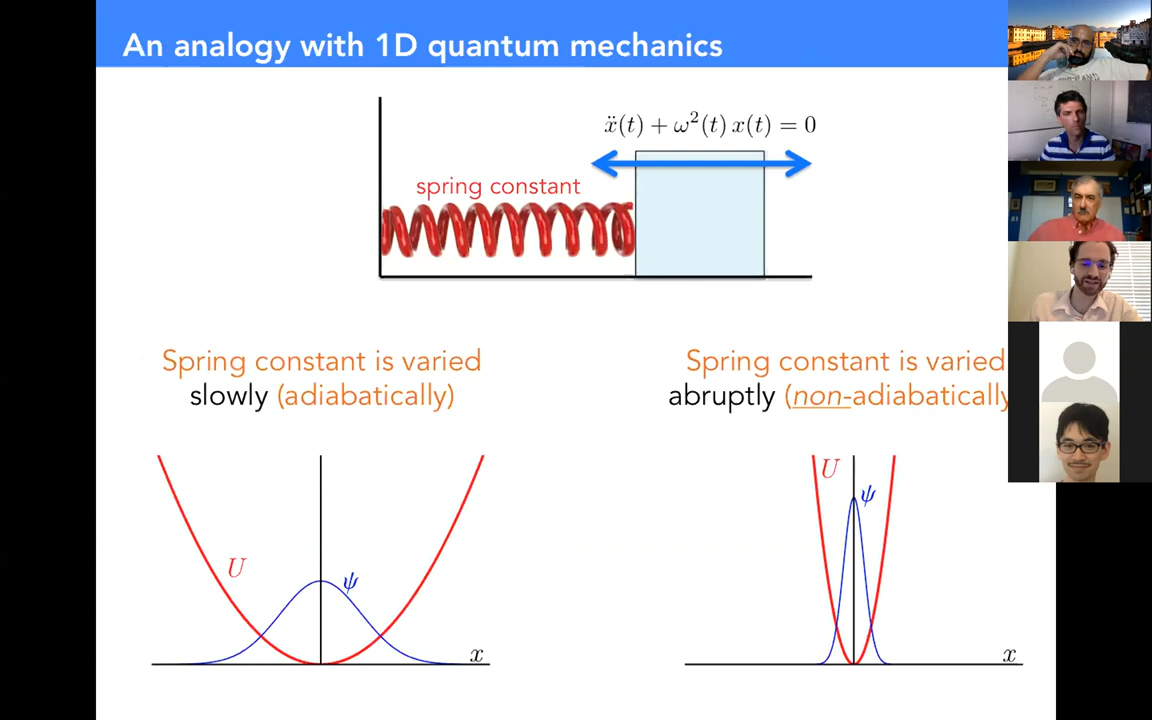 An analogy with 1D quantum mechanics
ẍ(t) + ω²(t) x(t) = 0
spring constant
Spring constant is varied
slowly (adiabatically)
Spring constant is varied
abruptly (non-adiabatically
U
ψ
x
U
ψ
x